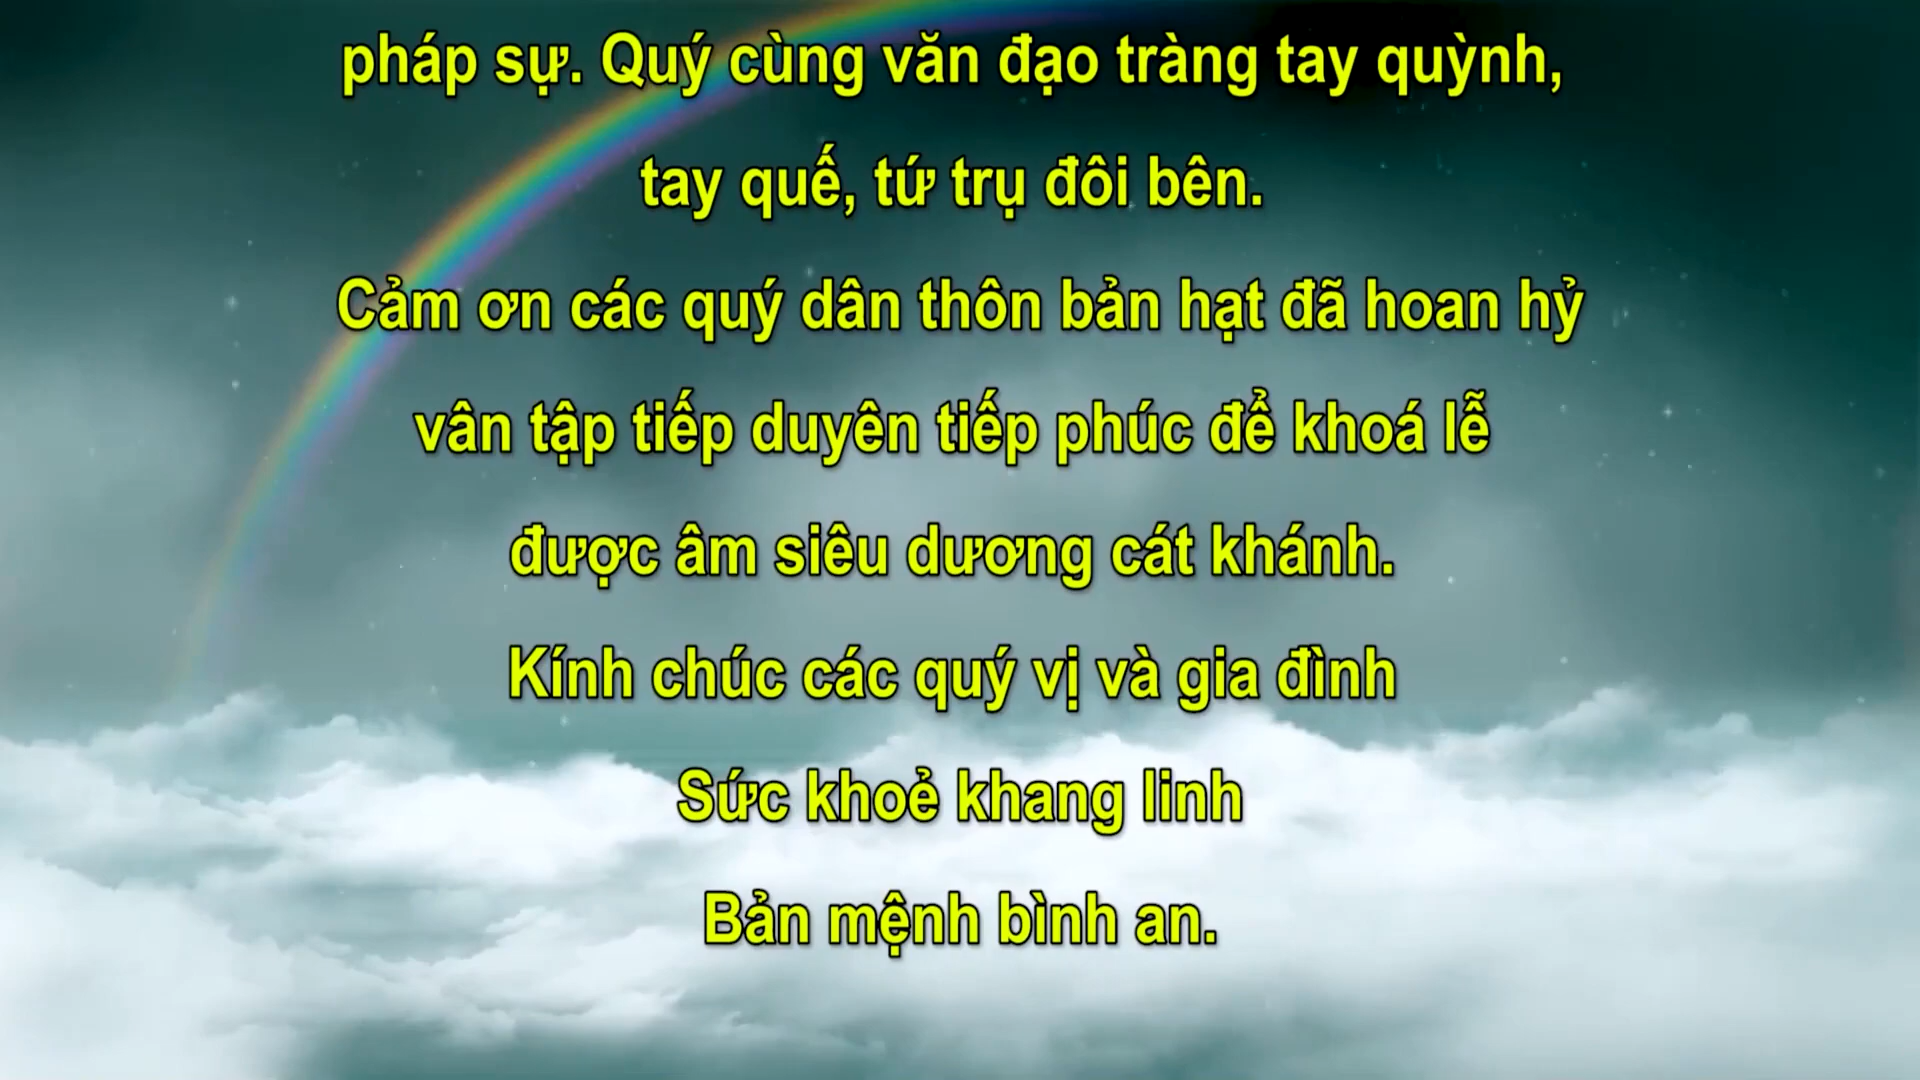 pháp sự. Quý cùng văn đạo tràng tay quỳnh,
tay quế, tứ trụ đôi bên.
Cảm ơn các quý dân thôn bản hạt đã hoan hỷ
vân tập tiếp duyên tiếp phúc để khoá lễ
được âm siêu dương cát khánh.
Kính chúc các quý vị và gia đình
Sức khoẻ khang linh
Bản mệnh bình an.